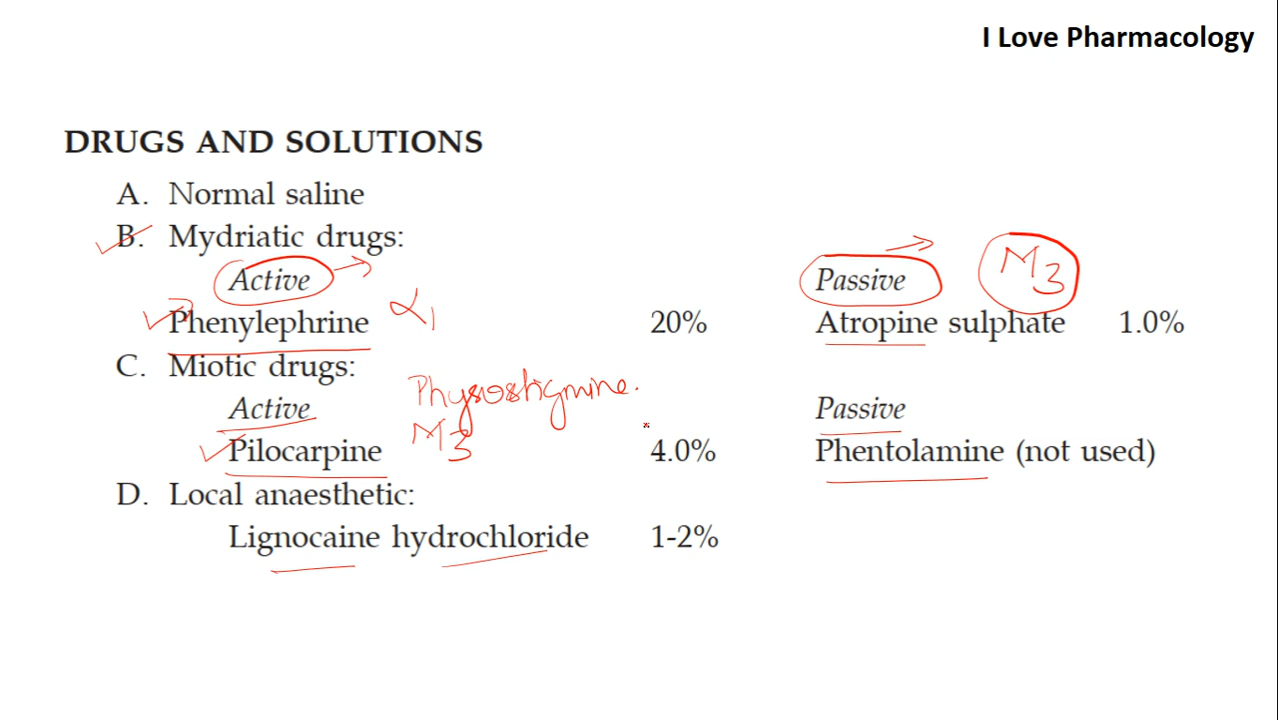 I Love Pharmacology
DRUGS AND SOLUTIONS
A. Normal saline
B. Mydriatic drugs:
Active Passive M3
Phenylephrine α1 20% Atropine sulphate 1.0%
C. Miotic drugs:
Physostigmine.
Active Passive
Pilocarpine M3 4.0% Phentolamine (not used)
D. Local anaesthetic:
Lignocaine hydrochloride 1-2%